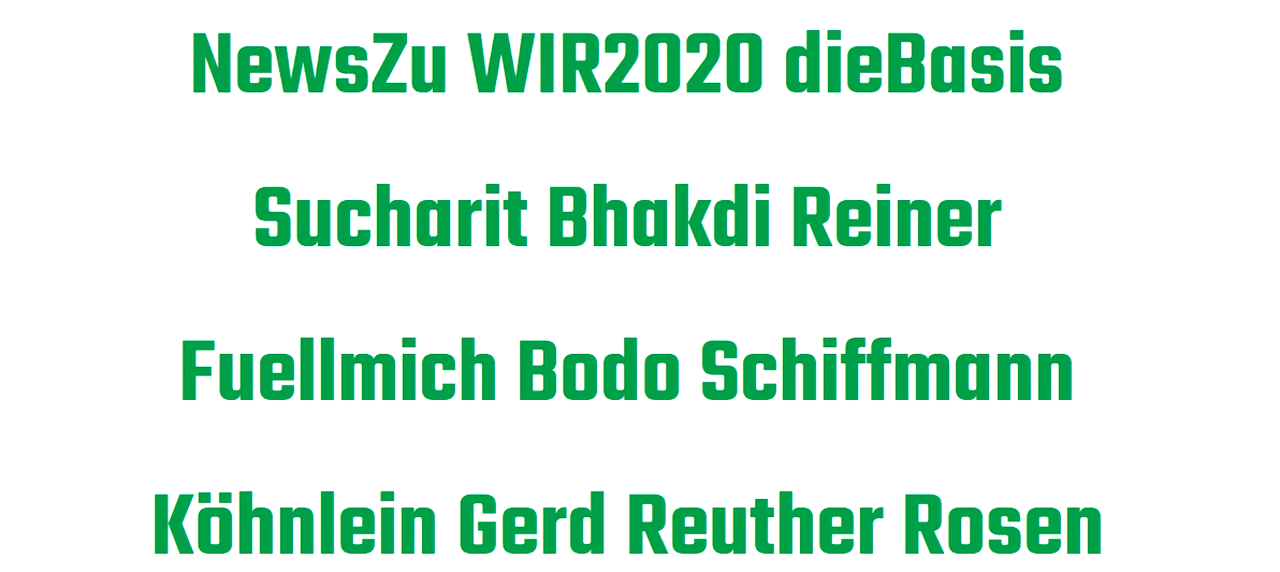 NewsZu WIR2020 dieBasis
Sucharit Bhakdi Reiner
Fuellmich Bodo Schiffmann
Köhnlein Gerd Reuther Rosen